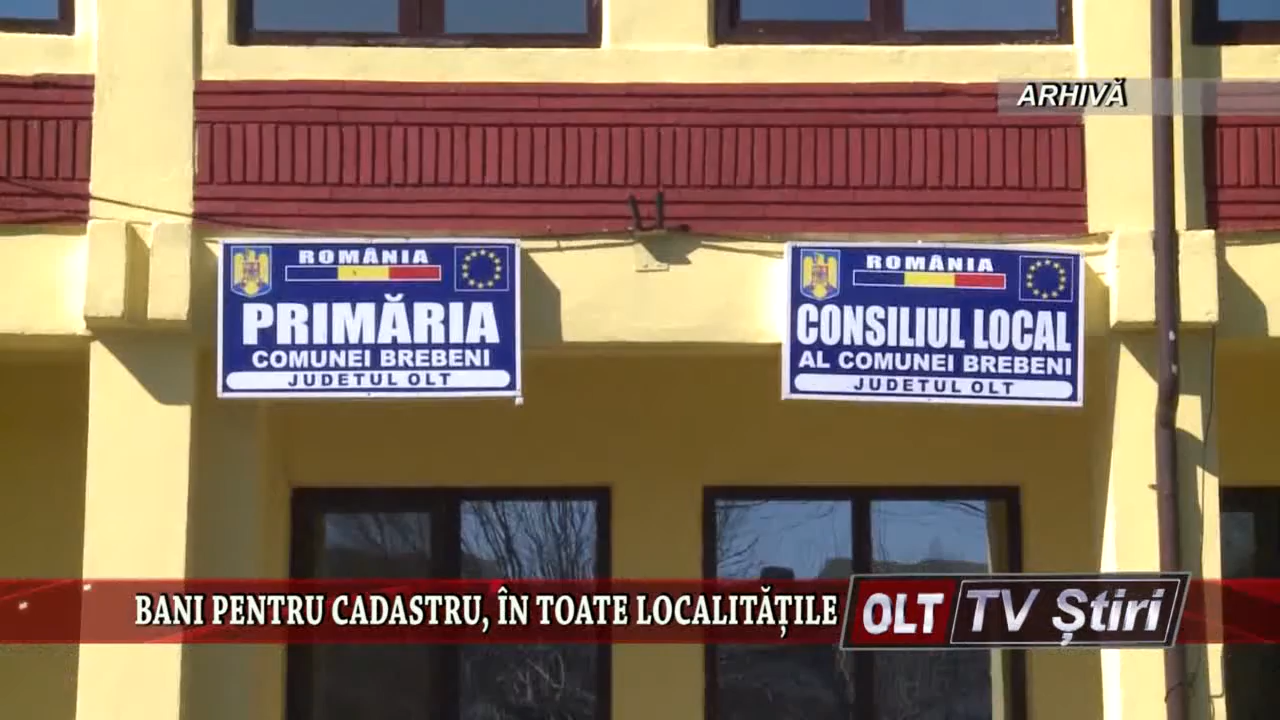 ARHIVĂ
ROMÂNIA
PRIMĂRIA
COMUNEI BREBENI
JUDETUL OLT
ROMÂNIA
CONSILIUL LOCAL
AL COMUNEI BREBENI
JUDETUL OLT
BANI PENTRU CADASTRU, ÎN TOATE LOCALITĂȚILE
OLT TV Știri